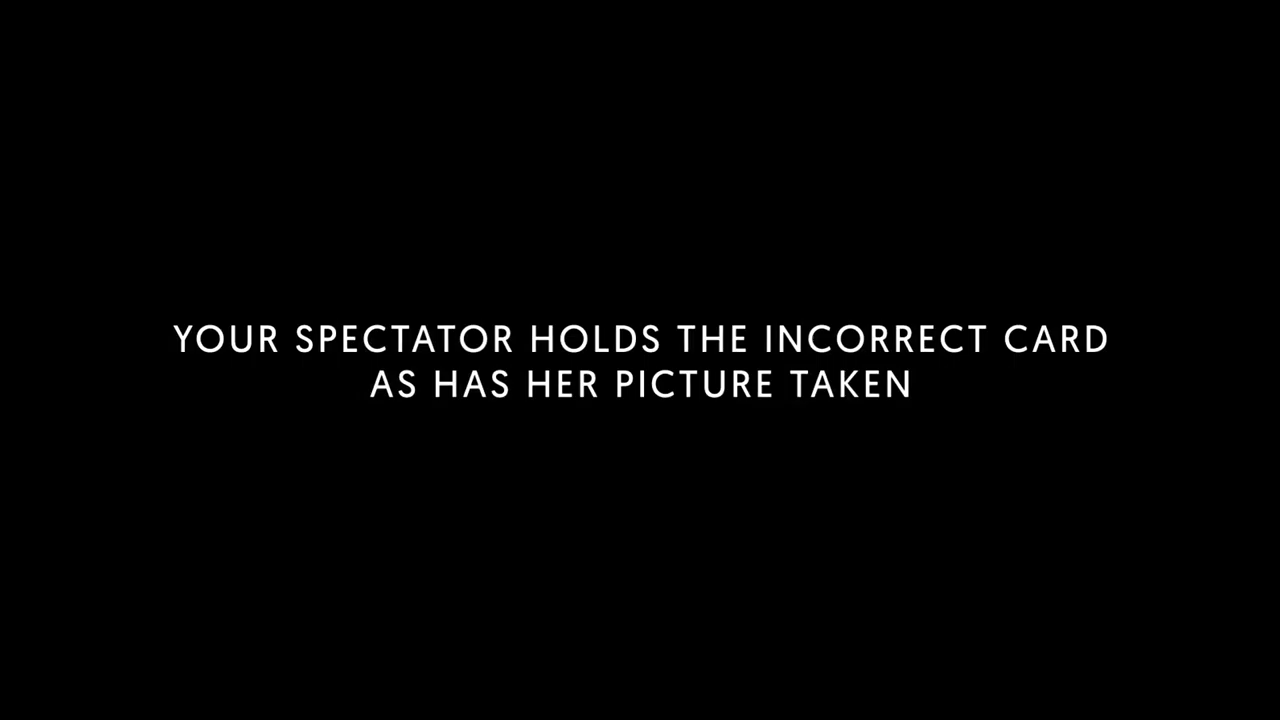 YOUR SPECTATOR HOLDS THE INCORRECT CARD
AS HAS HER PICTURE TAKEN